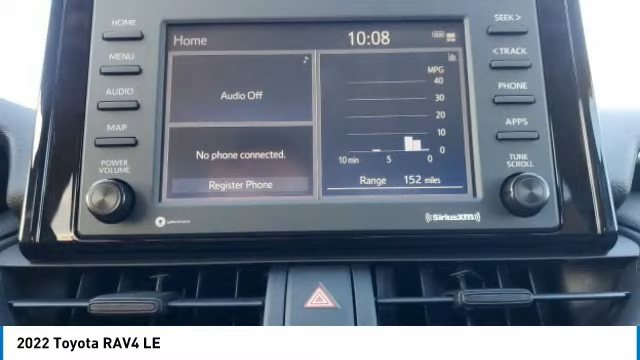 HOME
MENU
AUDIO
MAP
POWER
VOLUME
Home
10:08
Audio Off
No phone connected.
Register Phone
MPG
40
30
20
10
0
10 min 5 0
Range 152 miles
SEEK >
< TRACK
PHONE
APPS
TUNE
SCROLL
((SiriusXM))
2022 Toyota RAV4 LE